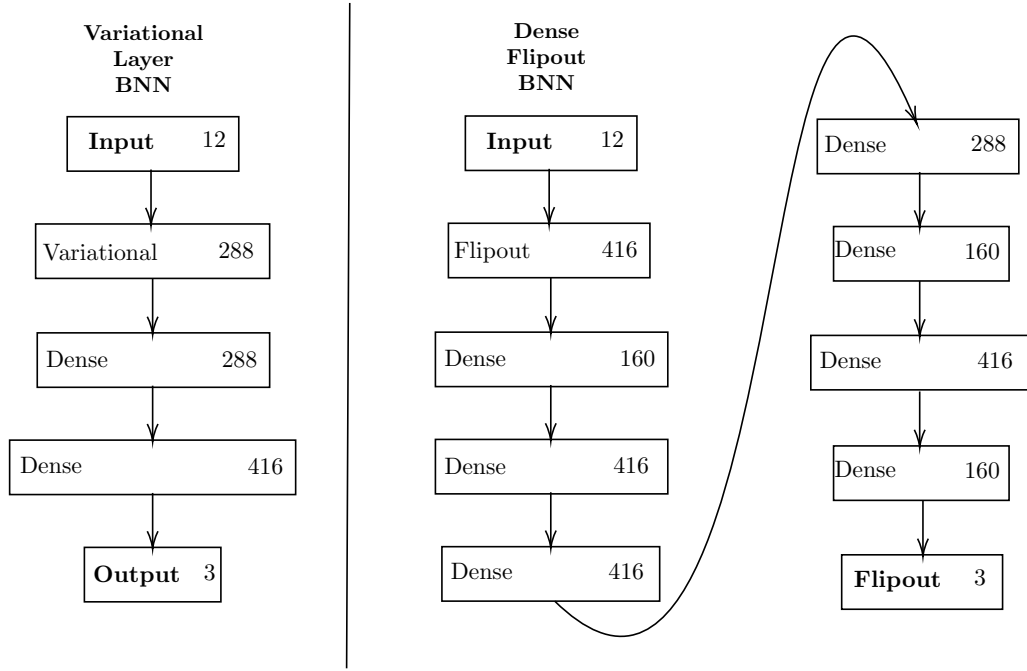 Variational
Layer
BNN
Input 12
Variational 288
Dense 288
Dense 416
Output 3
Dense
Flipout
BNN
Input 12
Flipout 416
Dense 160
Dense 416
Dense 416
Dense 288
Dense 160
Dense 416
Dense 160
Flipout 3